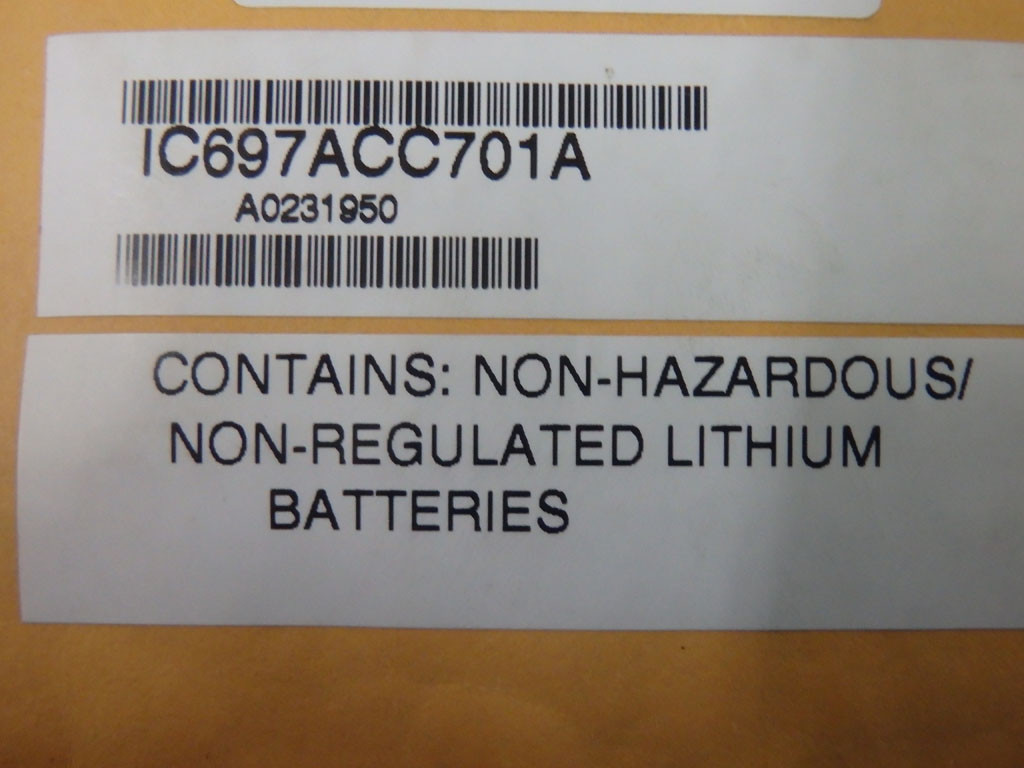 IC697ACC701A
A0231950
CONTAINS: NON-HAZARDOUS/
NON-REGULATED LITHIUM
BATTERIES